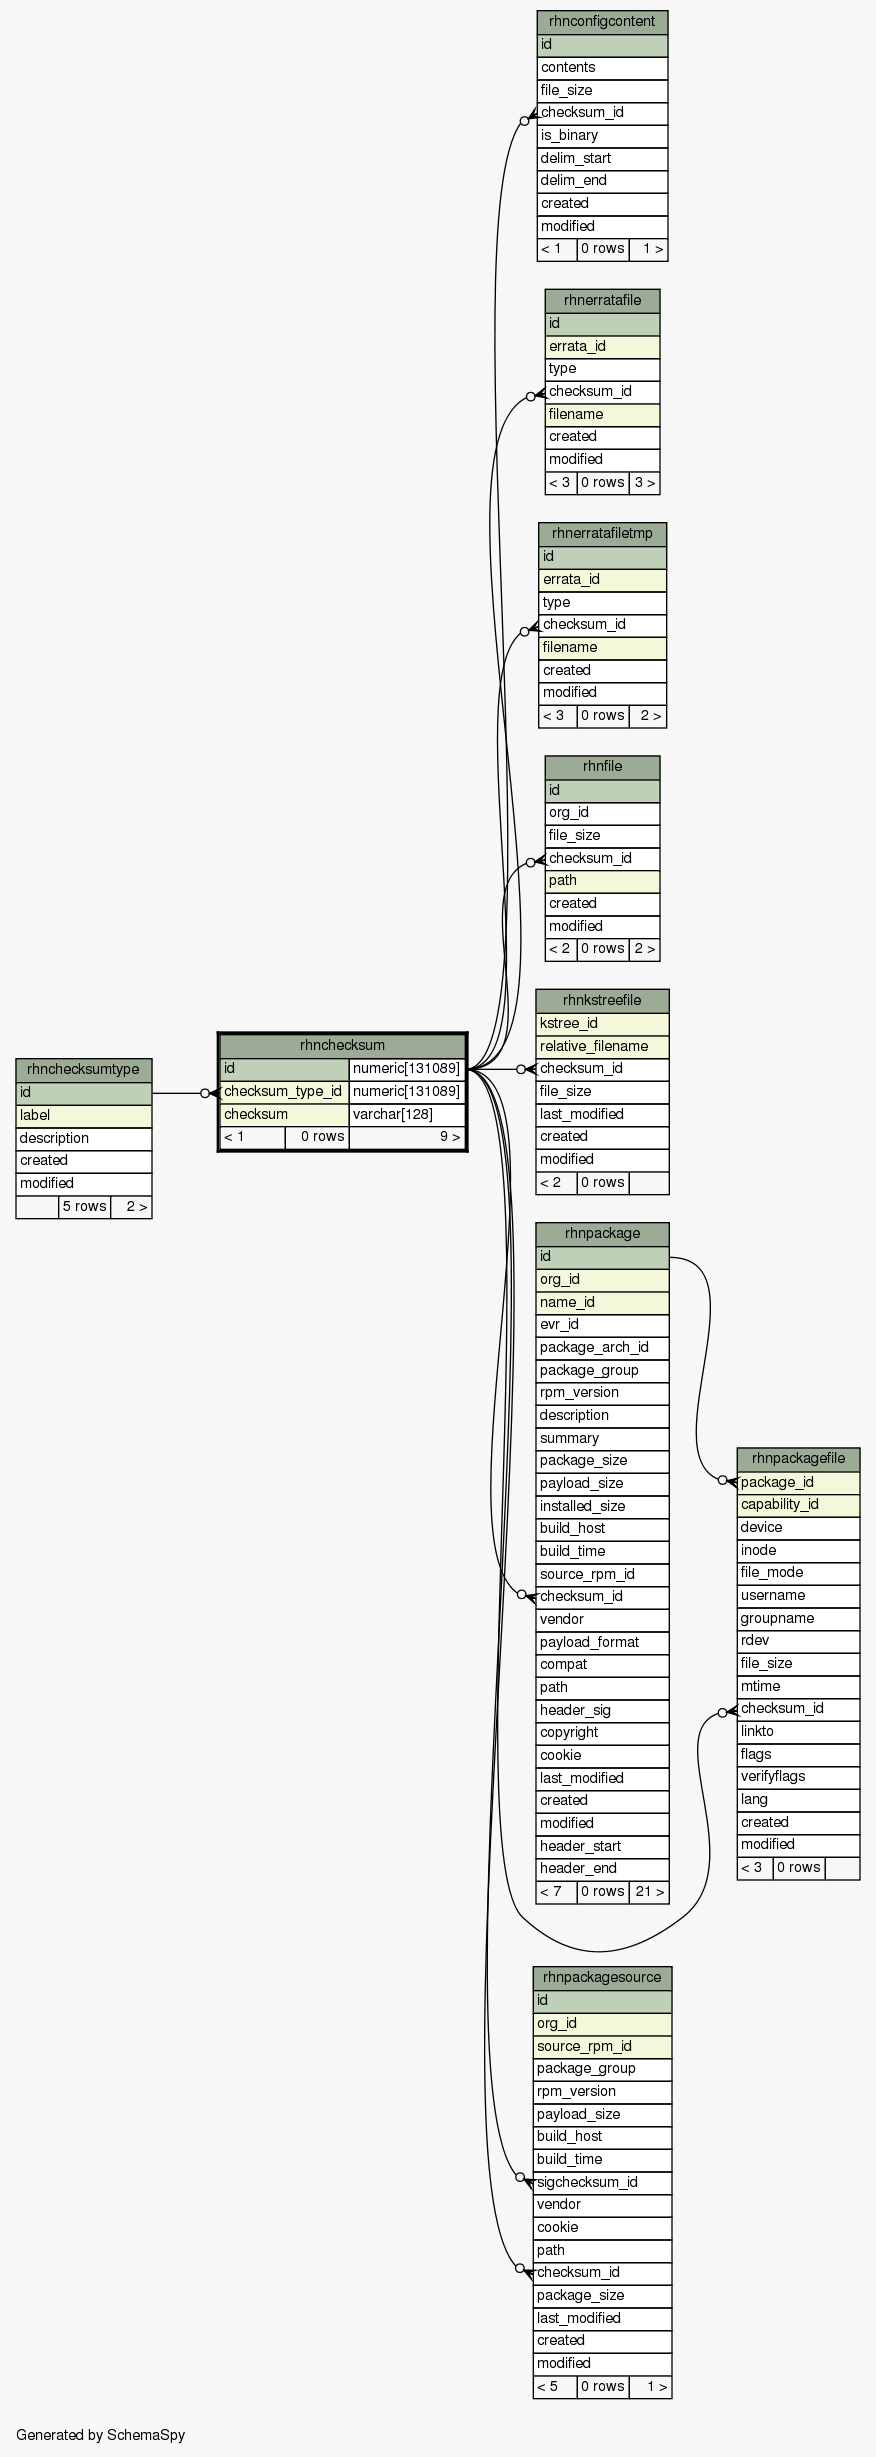 rhnconfigcontent
id
contents
file_size
checksum_id
is_binary
delim_start
delim_end
created
modified
< 1 0 rows 1 >
rhnerratafile
id
errata_id
type
checksum_id
filename
created
modified
< 3 0 rows 3 >
rhnerratafiletmp
id
errata_id
type
checksum_id
filename
created
modified
< 3 0 rows 2 >
rhnfile
id
org_id
file_size
checksum_id
path
created
modified
< 2 0 rows 2 >
rhnchecksumtype
id
label
description
created
modified
5 rows 2 >
rhnchecksum
id numeric[131089]
checksum_type_id numeric[131089]
checksum varchar[128]
< 1 0 rows 9 >
rhnkstreefile
kstree_id
relative_filename
checksum_id
file_size
last_modified
created
modified
< 2 0 rows
rhnpackage
id
org_id
name_id
evr_id
package_arch_id
package_group
rpm_version
description
summary
package_size
payload_size
installed_size
build_host
build_time
source_rpm_id
checksum_id
vendor
payload_format
compat
path
header_sig
copyright
cookie
last_modified
created
modified
header_start
header_end
< 7 0 rows 21 >
rhnpackagefile
package_id
capability_id
device
inode
file_mode
username
groupname
rdev
file_size
mtime
checksum_id
linkto
flags
verifyflags
lang
created
modified
< 3 0 rows
rhnpackagesource
id
org_id
source_rpm_id
package_group
rpm_version
payload_size
build_host
build_time
sigchecksum_id
vendor
cookie
path
checksum_id
package_size
last_modified
created
modified
< 5 0 rows 1 >
Generated by SchemaSpy